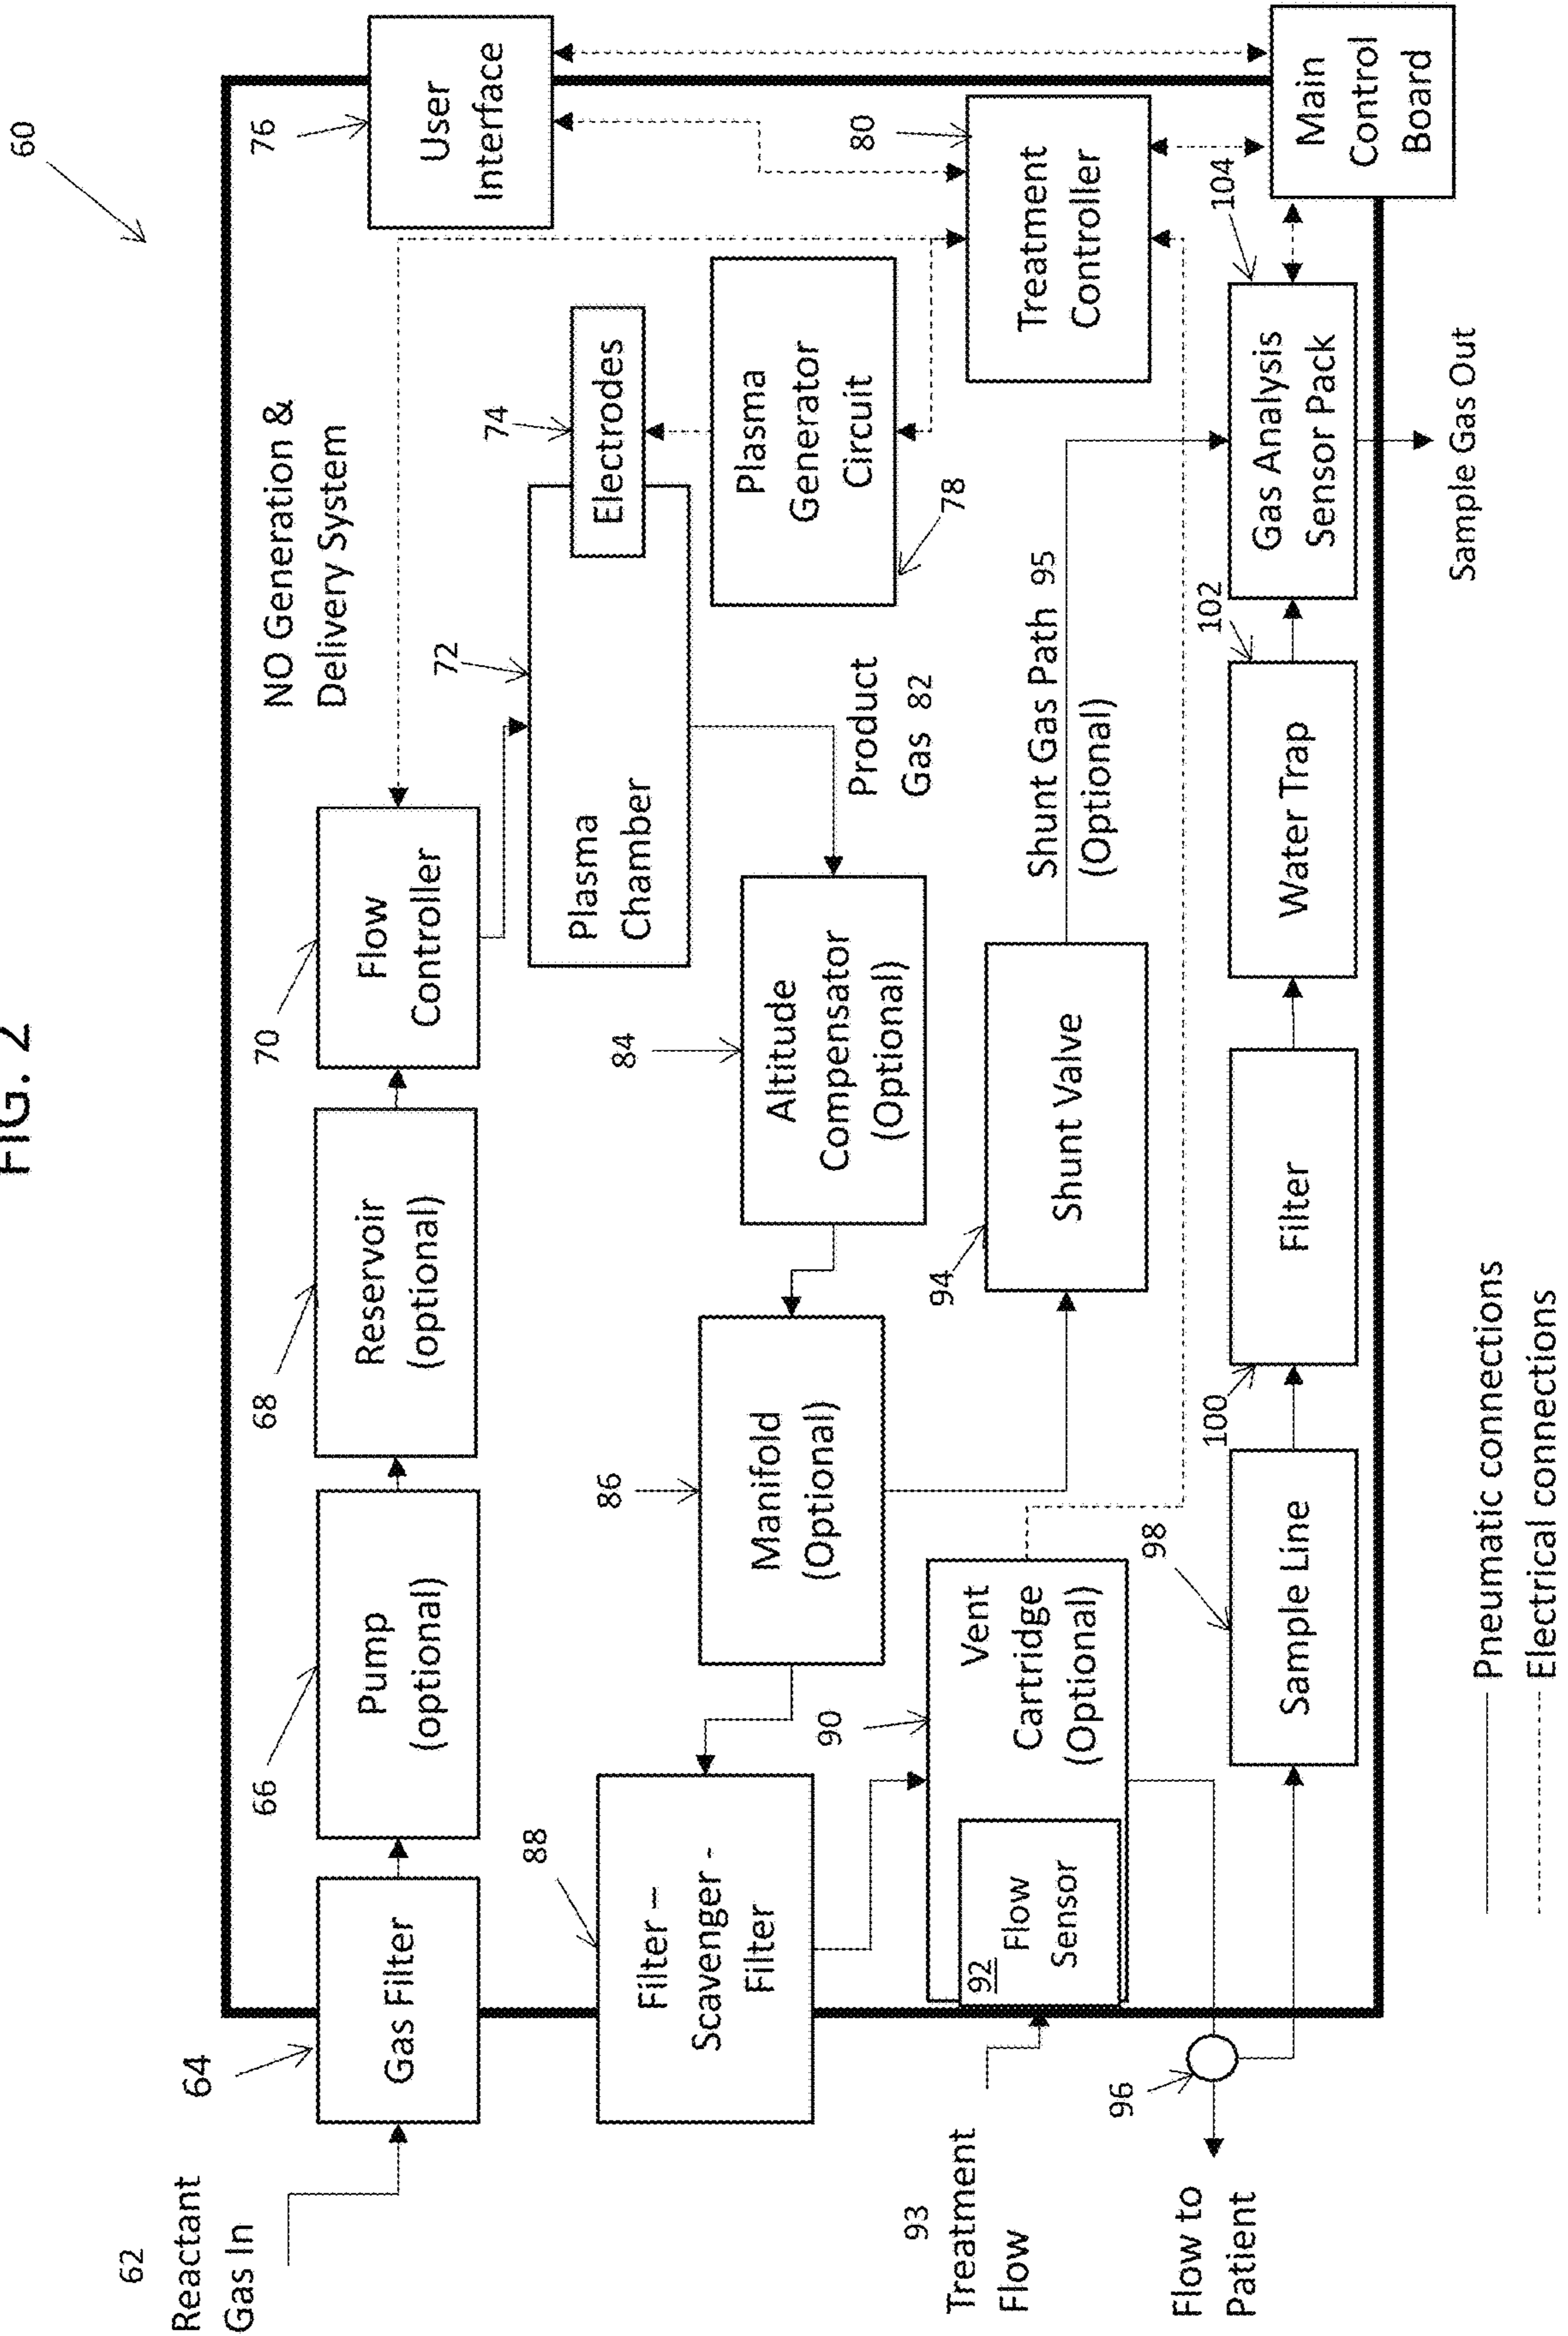 FIG. 2
60
NO Generation &
Delivery System
62
Reactant
Gas In
64
Gas Filter
66
Pump
(optional)
68
Reservoir
(optional)
70
Flow
Controller
72
Plasma
Chamber
74
Electrodes
76
User
Interface
78
Plasma
Generator
Circuit
80
Treatment
Controller
Product
Gas 82
84
Altitude
Compensator
(Optional)
86
Manifold
(Optional)
88
Filter –
Scavenger -
Filter
90
Vent
Cartridge
(Optional)
92
Flow
Sensor
93
Treatment
Flow
94
Shunt Valve
Shunt Gas Path 95
(Optional)
96
Flow to
Patient
98
Sample Line
100
Filter
102
Water Trap
104
Gas Analysis
Sensor Pack
Main
Control
Board
Sample Gas Out
Pneumatic connections
Electrical connections